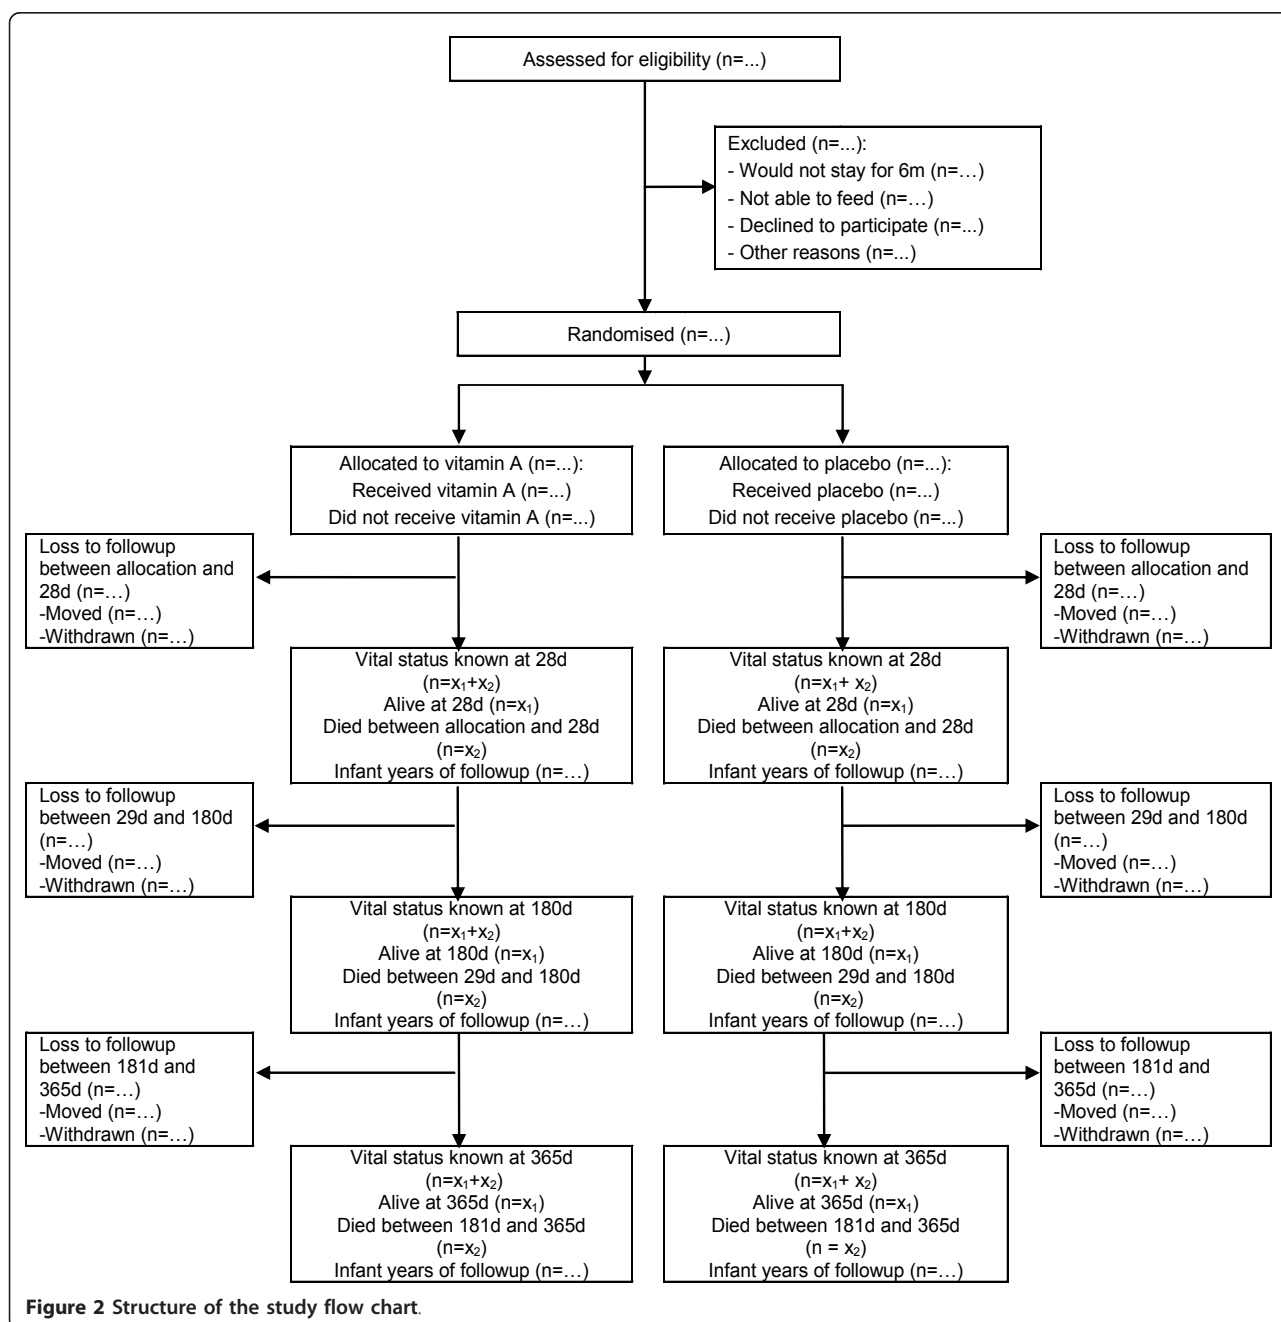 Assessed for eligibility (n=...)
Excluded (n=...):
- Would not stay for 6m (n=…)
- Not able to feed (n=…)
- Declined to participate (n=...)
- Other reasons (n=...)
Randomised (n=...)
Allocated to vitamin A (n=...):
Received vitamin A (n=...)
Did not receive vitamin A (n=...)
Allocated to placebo (n=...):
Received placebo (n=...)
Did not receive placebo (n=...)
Loss to followup
between allocation and
28d (n=…)
-Moved (n=…)
-Withdrawn (n=…)
Loss to followup
between allocation and
28d (n=…)
-Moved (n=…)
-Withdrawn (n=…)
Vital status known at 28d
(n=x₁+x₂)
Alive at 28d (n=x₁)
Died between allocation and 28d
(n=x₂)
Infant years of followup (n=…)
Vital status known at 28d
(n=x₁+ x₂)
Alive at 28d (n=x₁)
Died between allocation and 28d
(n=x₂)
Infant years of followup (n=…)
Loss to followup
between 29d and 180d
(n=…)
-Moved (n=…)
-Withdrawn (n=…)
Loss to followup
between 29d and 180d
(n=…)
-Moved (n=…)
-Withdrawn (n=…)
Vital status known at 180d
(n=x₁+x₂)
Alive at 180d (n=x₁)
Died between 29d and 180d
(n=x₂)
Infant years of followup (n=…)
Vital status known at 180d
(n=x₁+x₂)
Alive at 180d (n=x₁)
Died between 29d and 180d
(n=x₂)
Infant years of followup (n=…)
Loss to followup
between 181d and
365d (n=…)
-Moved (n=…)
-Withdrawn (n=…)
Loss to followup
between 181d and
365d (n=…)
-Moved (n=…)
-Withdrawn (n=…)
Vital status known at 365d
(n=x₁+x₂)
Alive at 365d (n=x₁)
Died between 181d and 365d
(n=x₂)
Infant years of followup (n=…)
Vital status known at 365d
(n=x₁+ x₂)
Alive at 365d (n=x₁)
Died between 181d and 365d
(n = x₂)
Infant years of followup (n=…)
Figure 2 Structure of the study flow chart.